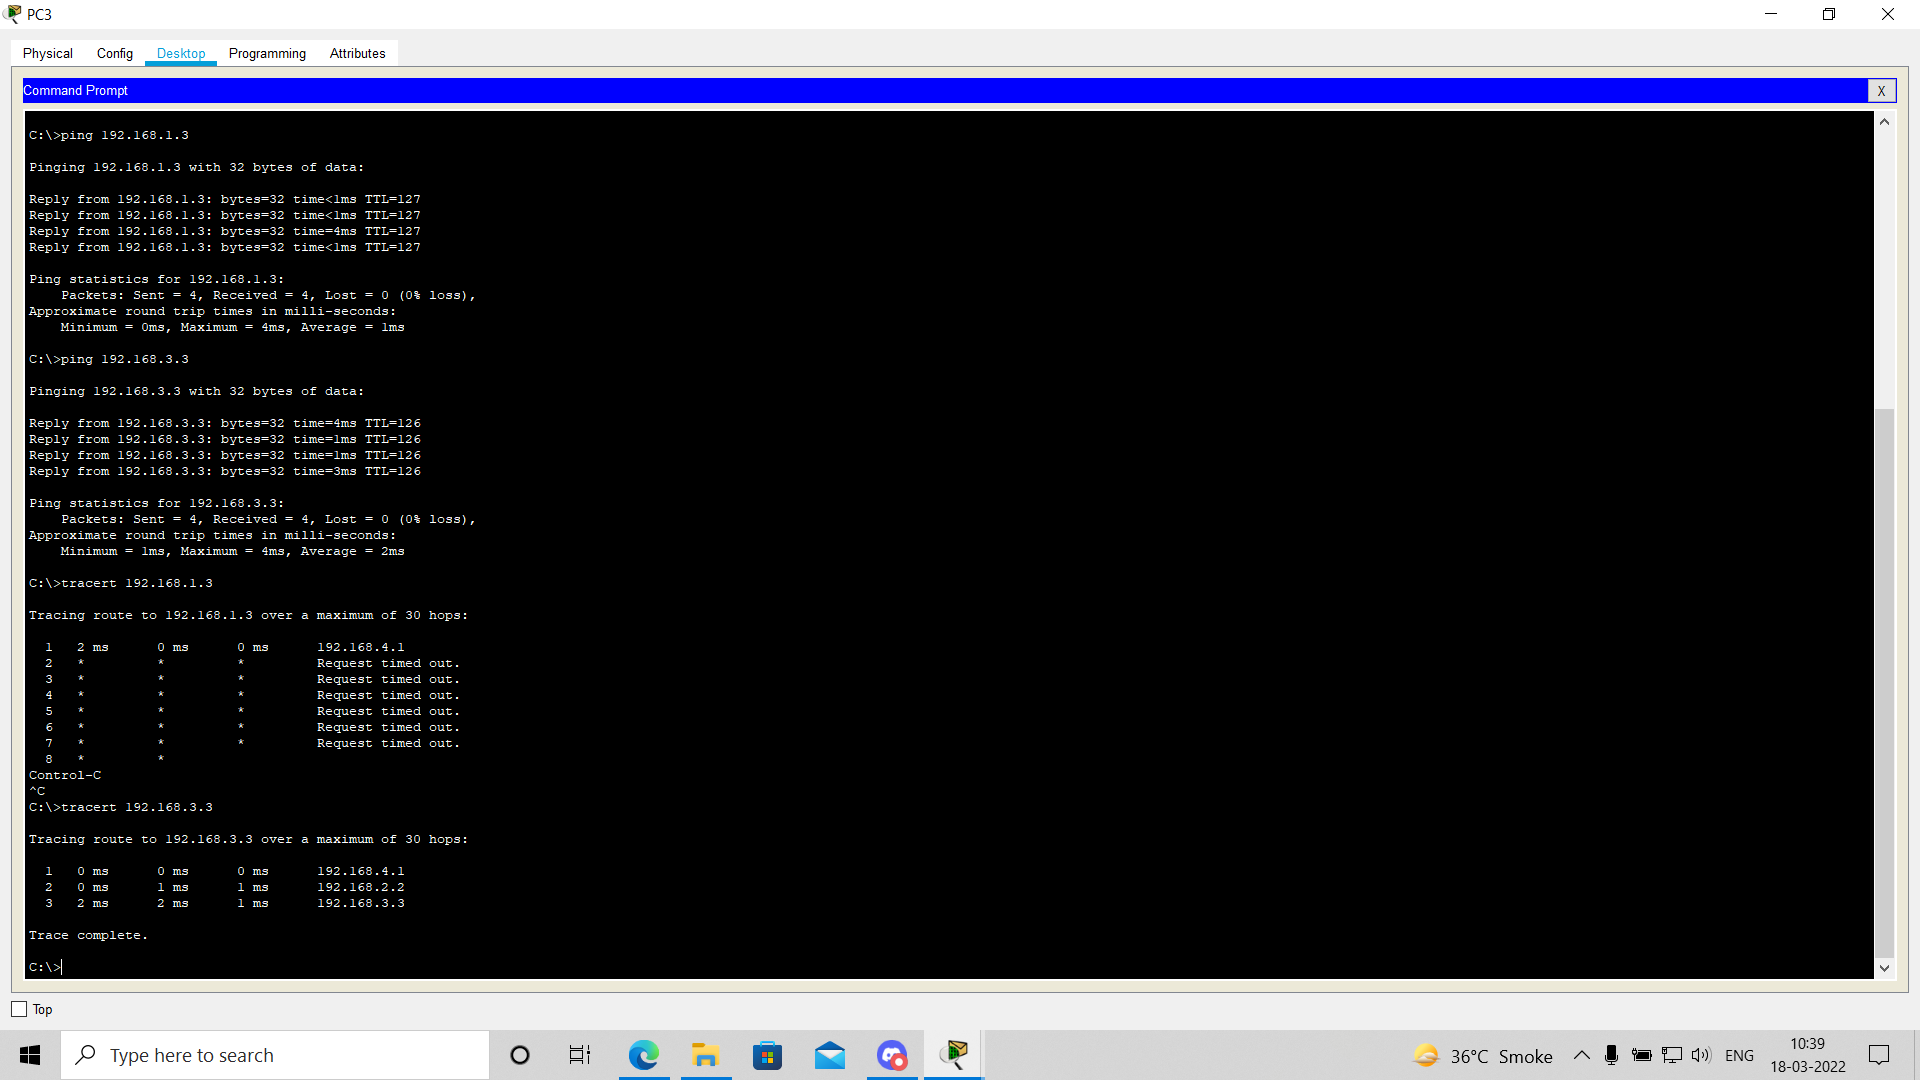 PC3
Physical Config Desktop Programming Attributes
Command Prompt X
C:\>ping 192.168.1.3
Pinging 192.168.1.3 with 32 bytes of data:
Reply from 192.168.1.3: bytes=32 time<1ms TTL=127
Reply from 192.168.1.3: bytes=32 time<1ms TTL=127
Reply from 192.168.1.3: bytes=32 time=4ms TTL=127
Reply from 192.168.1.3: bytes=32 time<1ms TTL=127
Ping statistics for 192.168.1.3:
Packets: Sent = 4, Received = 4, Lost = 0 (0% loss),
Approximate round trip times in milli-seconds:
Minimum = 0ms, Maximum = 4ms, Average = 1ms
C:\>ping 192.168.3.3
Pinging 192.168.3.3 with 32 bytes of data:
Reply from 192.168.3.3: bytes=32 time=4ms TTL=126
Reply from 192.168.3.3: bytes=32 time=1ms TTL=126
Reply from 192.168.3.3: bytes=32 time=1ms TTL=126
Reply from 192.168.3.3: bytes=32 time=3ms TTL=126
Ping statistics for 192.168.3.3:
Packets: Sent = 4, Received = 4, Lost = 0 (0% loss),
Approximate round trip times in milli-seconds:
Minimum = 1ms, Maximum = 4ms, Average = 2ms
C:\>tracert 192.168.1.3
Tracing route to 192.168.1.3 over a maximum of 30 hops:
1 2 ms 0 ms 0 ms 192.168.4.1
2 * * * Request timed out.
3 * * * Request timed out.
4 * * * Request timed out.
5 * * * Request timed out.
6 * * * Request timed out.
7 * * * Request timed out.
8 * *
Control-C
^C
C:\>tracert 192.168.3.3
Tracing route to 192.168.3.3 over a maximum of 30 hops:
1 0 ms 0 ms 0 ms 192.168.4.1
2 0 ms 1 ms 1 ms 192.168.2.2
3 2 ms 2 ms 1 ms 192.168.3.3
Trace complete.
C:\>
Top
Type here to search
36°C Smoke
ENG
10:39
18-03-2022